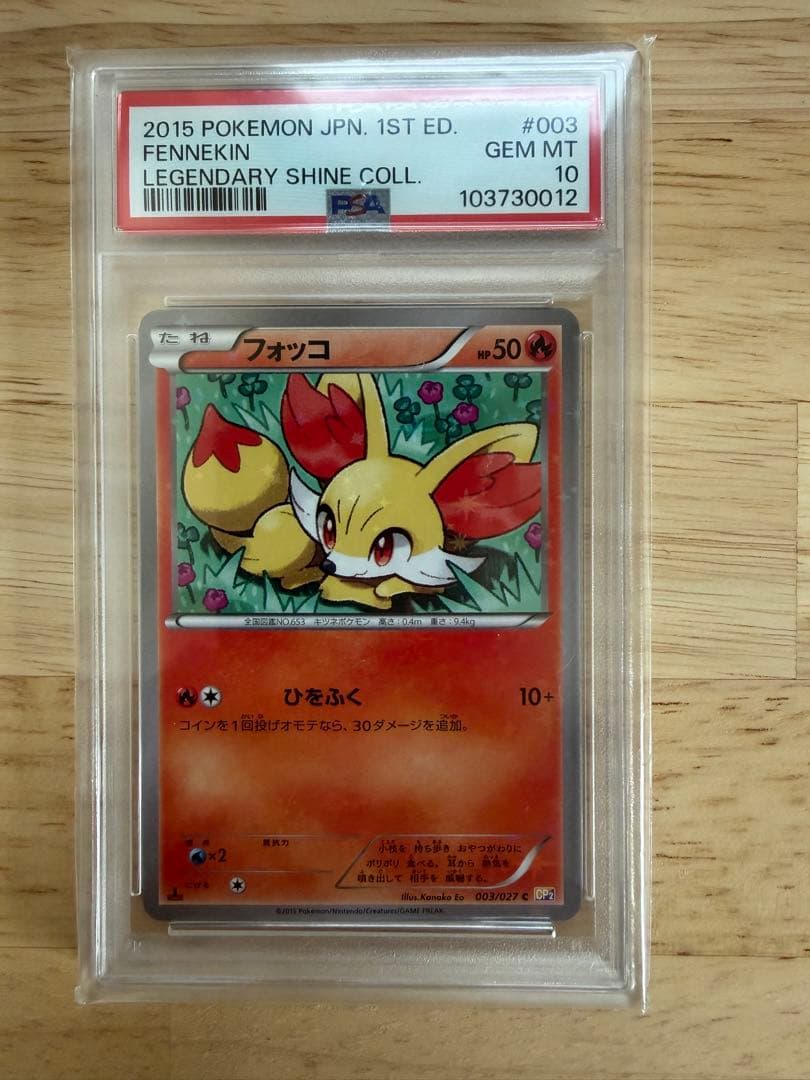 2015 POKEMON JPN. 1ST ED. #003
FENNEKIN GEM MT
LEGENDARY SHINE COLL. 10
PSA 103730012
たね フォッコ HP50
全国図鑑NO.653 キツネポケモン 高さ:0.4m 重さ:9.4kg
ひをふく 10+
コインを1回投げオモテなら、30ダメージを追加。
弱点 抵抗力
×2
にげる
小枝を 持ち歩き おやつがわりに
ポリポリ 食べる。耳から 熱気を
噴き出して 相手を 威嚇する。
Illus.Kanako Eo 003/027 C CP2
©2015 Pokémon/Nintendo/Creatures/GAME FREAK.